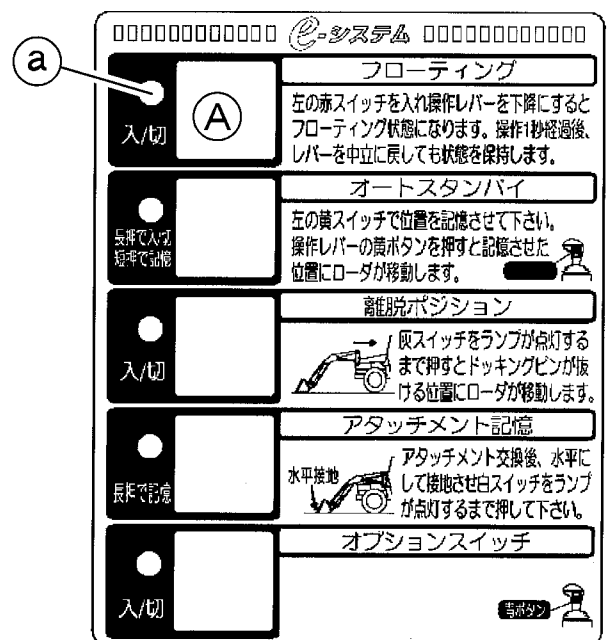 e-システム
a
A
フローティング
入/切
左の赤スイッチを入れ操作レバーを下降にすると
フローティング状態になります。操作1秒経過後、
レバーを中立に戻しても状態を保持します。
オートスタンバイ
長押で入/切
短押で記憶
左の黄スイッチで位置を記憶させて下さい。
操作レバーの黄ボタンを押すと記憶させた
位置にローダが移動します。
離脱ポジション
入/切
灰スイッチをランプが点灯する
まで押すとドッキングピンが抜
ける位置にローダが移動します。
アタッチメント記憶
長押で記憶
水平接地
アタッチメント交換後、水平に
して接地させ白スイッチをランプ
が点灯するまで押して下さい。
オプションスイッチ
入/切
青ボタン